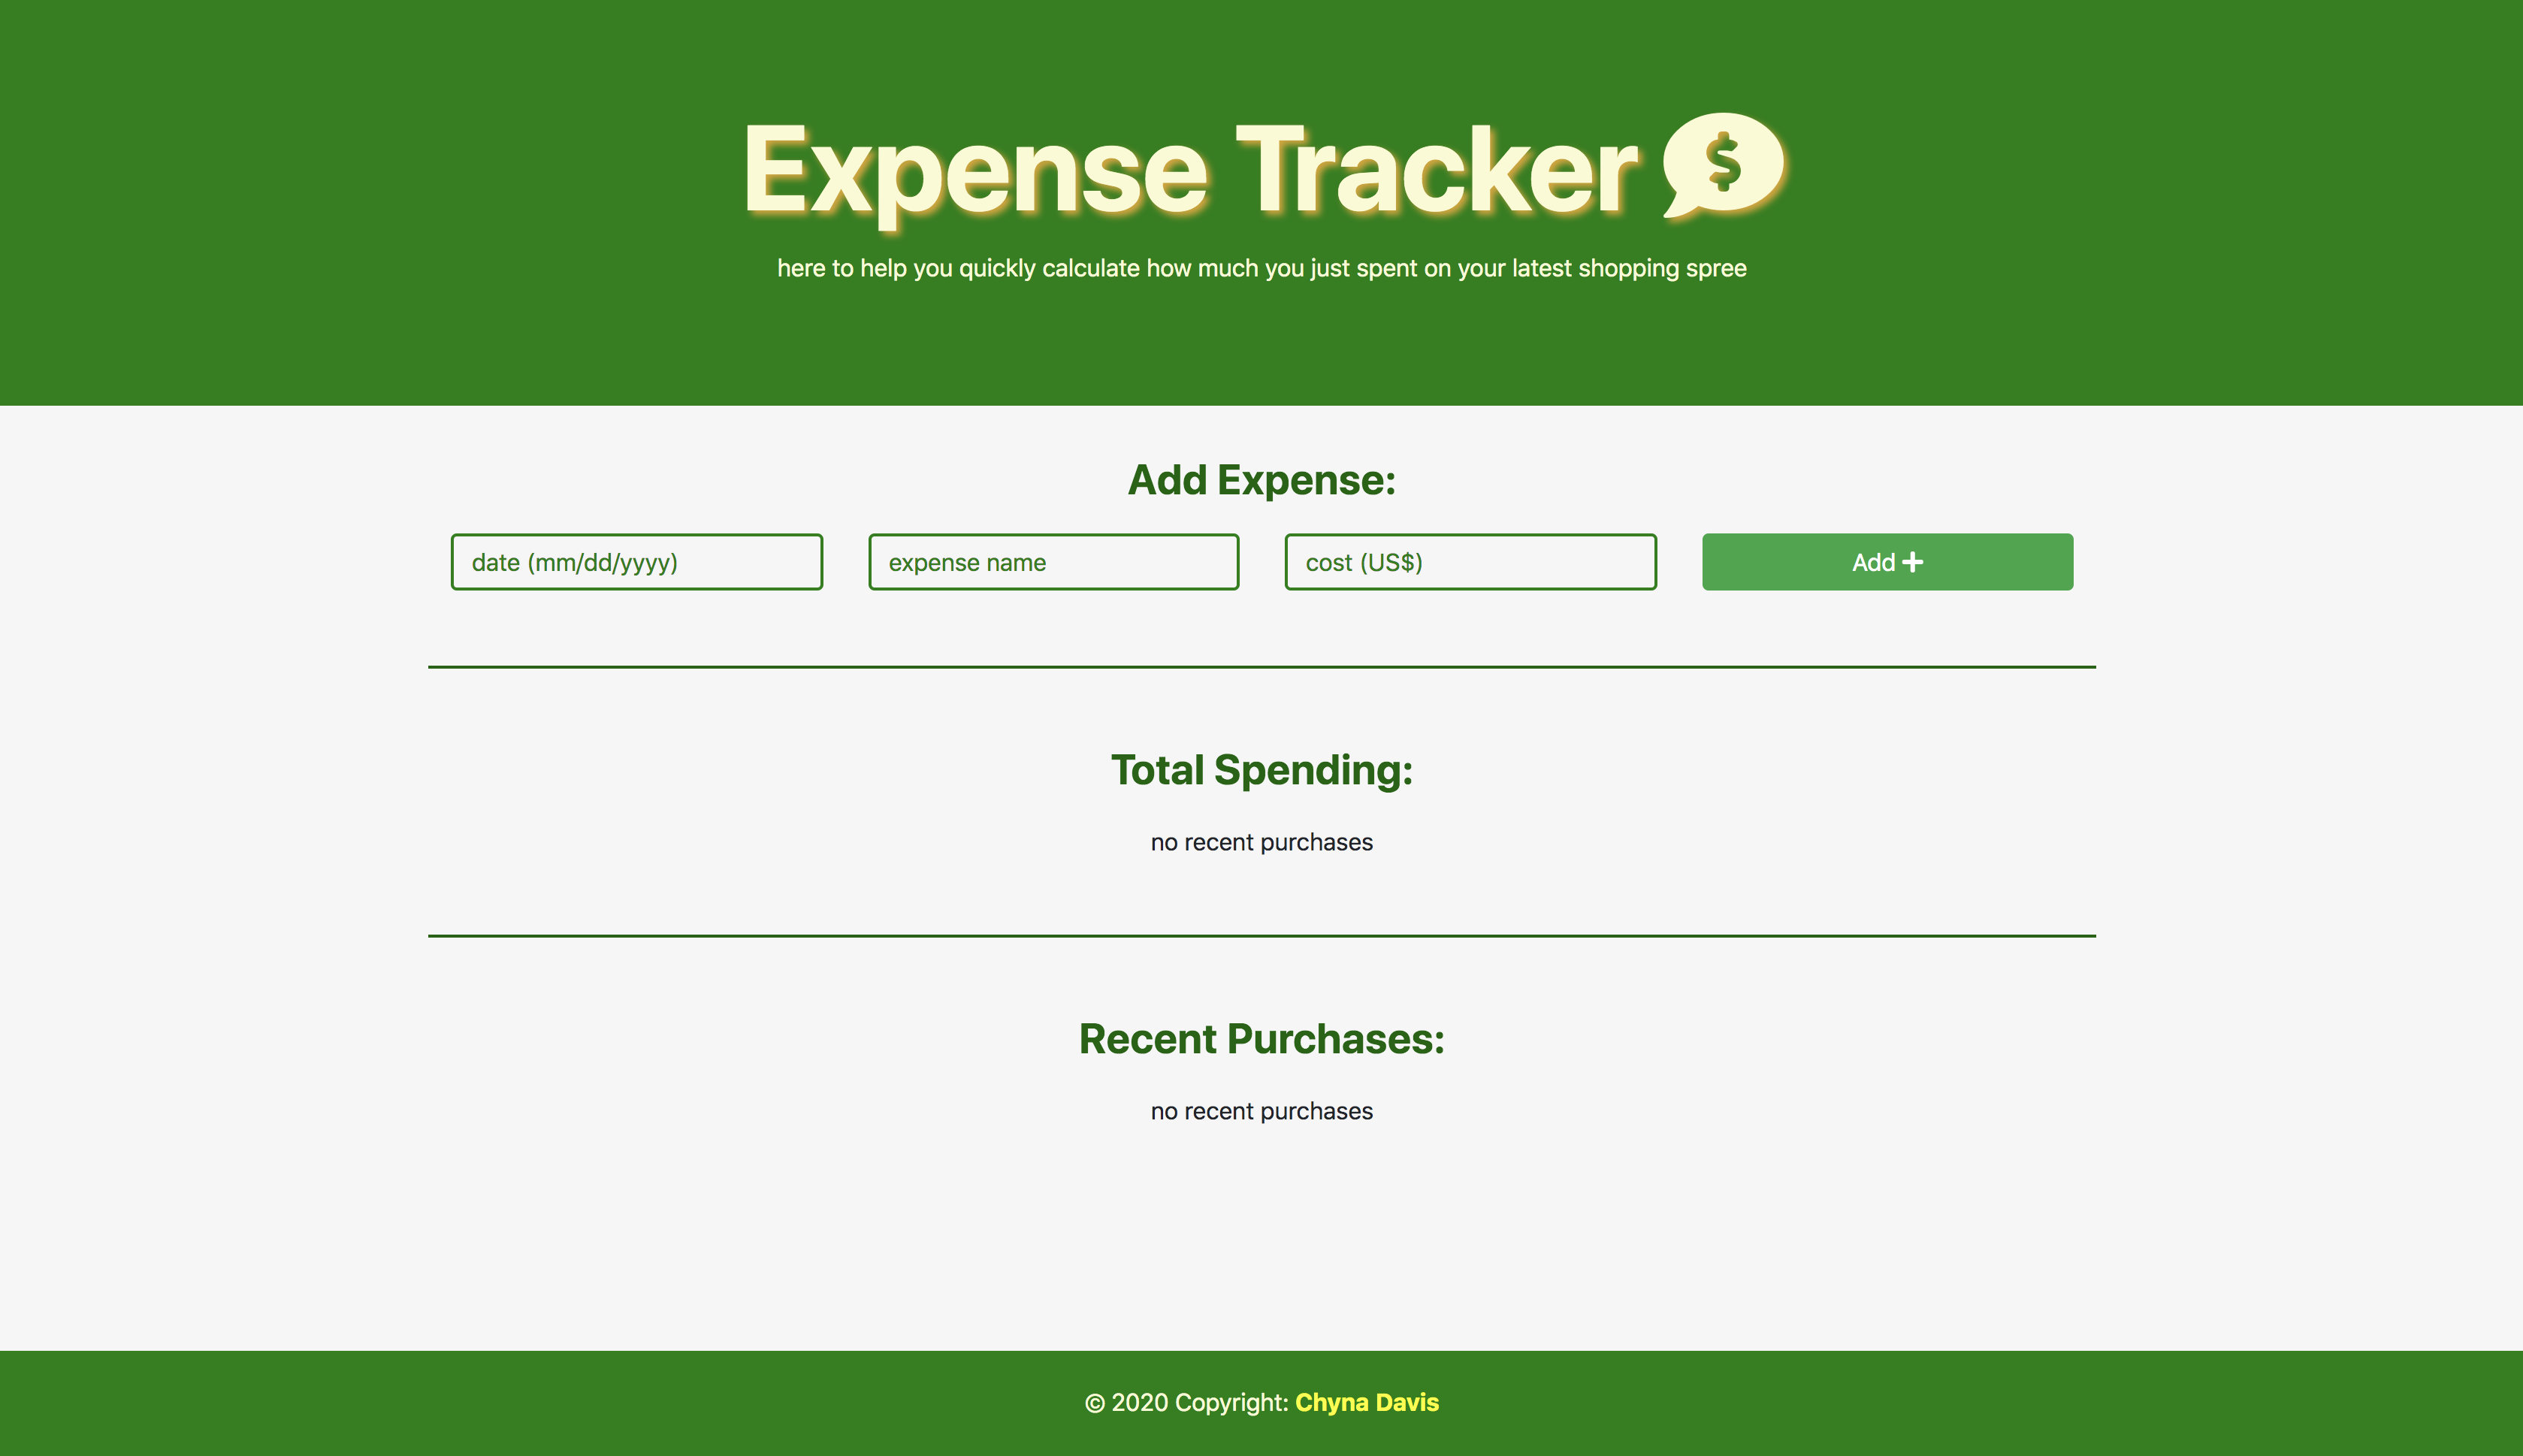 Expense Tracker
here to help you quickly calculate how much you just spent on your latest shopping spree
Add Expense:
date (mm/dd/yyyy) expense name cost (US$) Add +
Total Spending:
no recent purchases
Recent Purchases:
no recent purchases
© 2020 Copyright: Chyna Davis